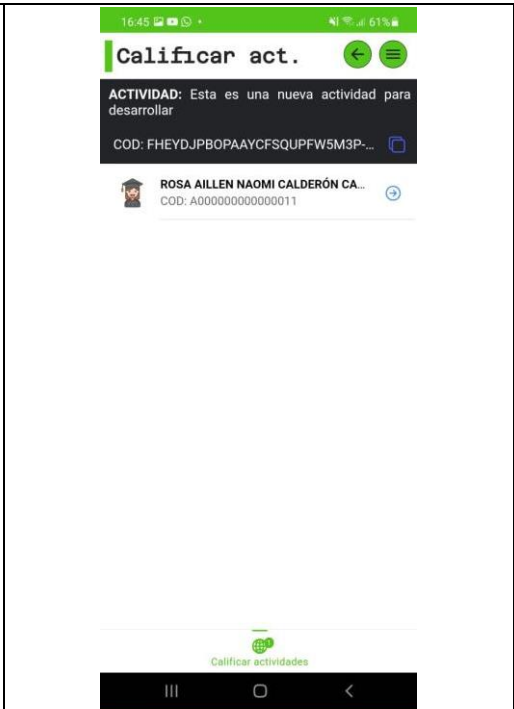 16:45 61%
Calificar act.
ACTIVIDAD: Esta es una nueva actividad para
desarrollar
COD: FHEYDJPBOPAAYCFSQUPFW5M3P-...
ROSA AILLEN NAOMI CALDERÓN CA...
COD: A000000000000011
1
Calificar actividades